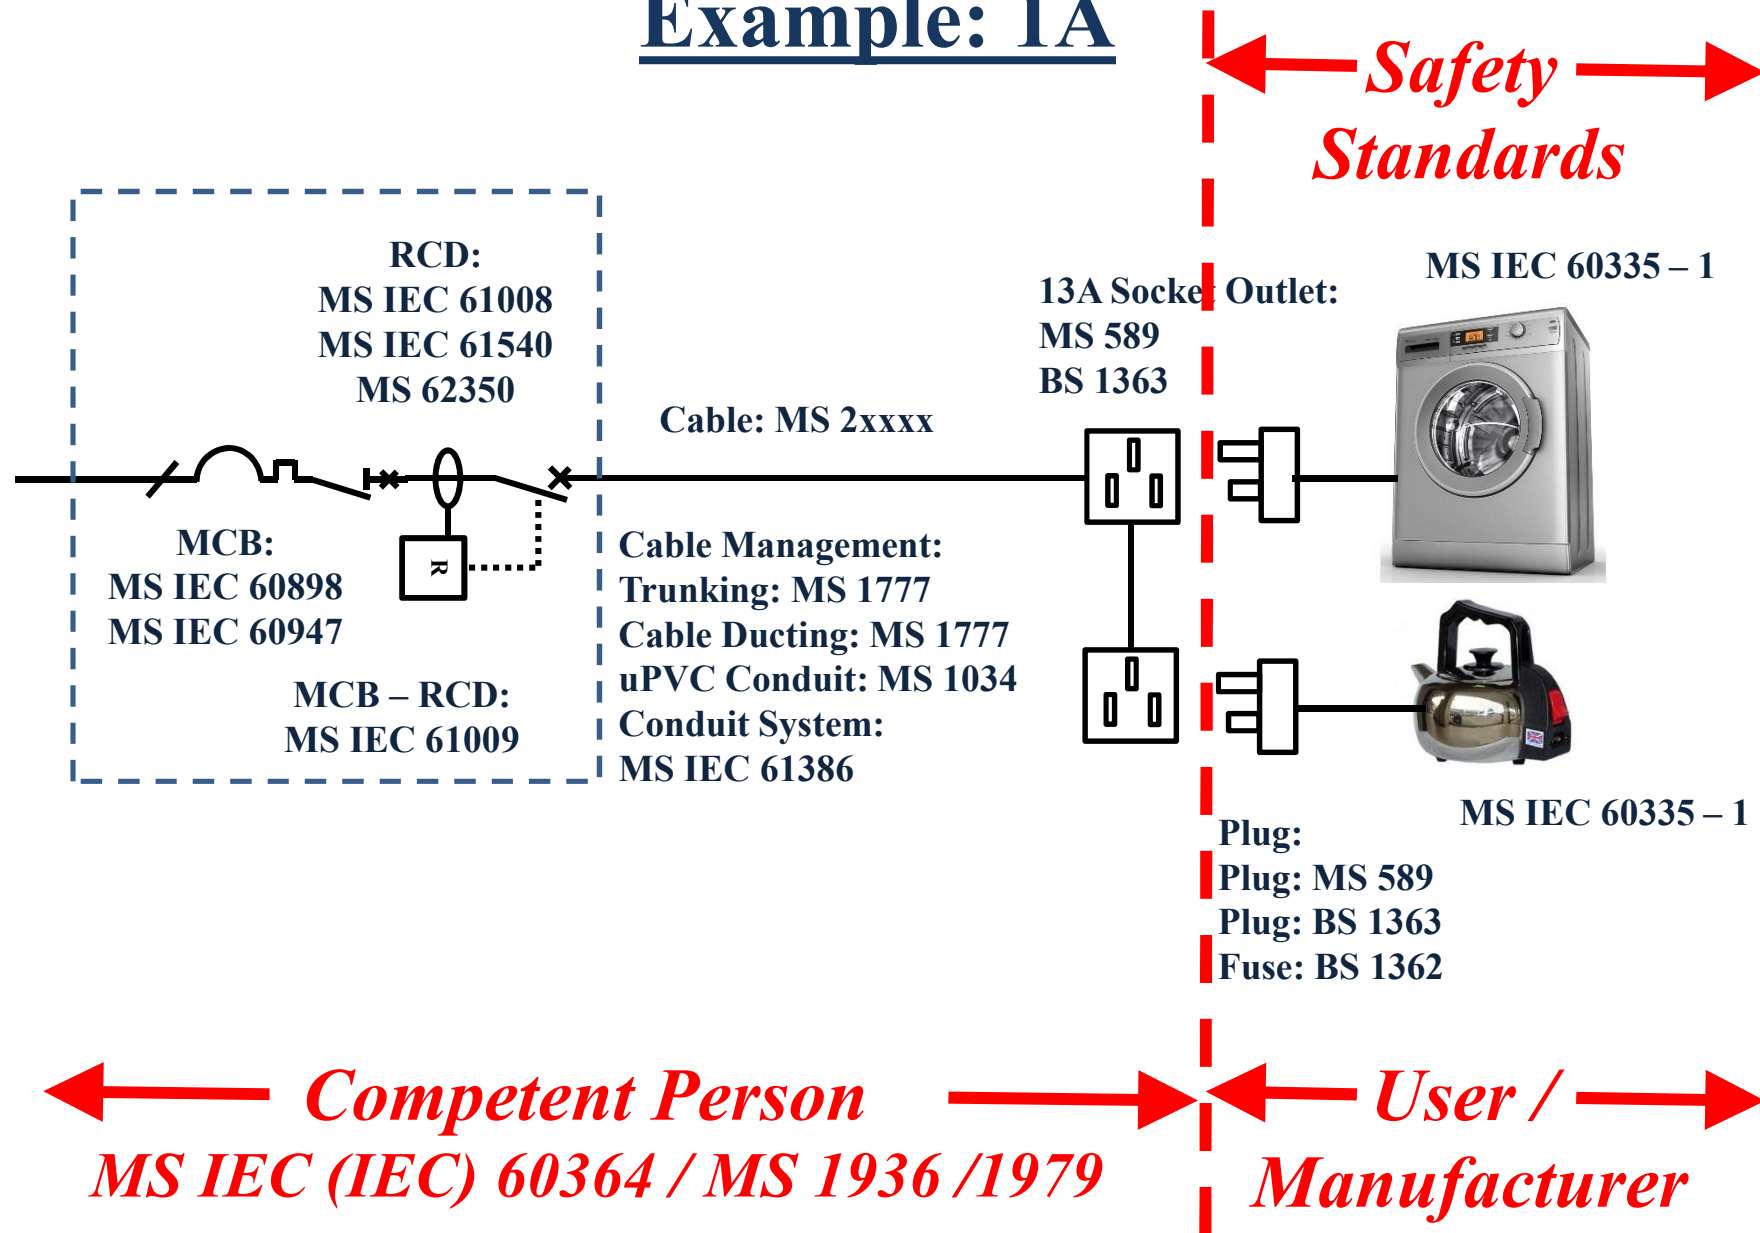 Example: 1A
Safety
Standards
RCD:
MS IEC 61008
MS IEC 61540
MS 62350
MCB:
MS IEC 60898
MS IEC 60947
R
MCB – RCD:
MS IEC 61009
Cable: MS 2xxxx
Cable Management:
Trunking: MS 1777
Cable Ducting: MS 1777
uPVC Conduit: MS 1034
Conduit System:
MS IEC 61386
13A Socket Outlet:
MS 589
BS 1363
MS IEC 60335 – 1
MS IEC 60335 – 1
Plug:
Plug: MS 589
Plug: BS 1363
Fuse: BS 1362
Competent Person
MS IEC (IEC) 60364 / MS 1936 /1979
User /
Manufacturer